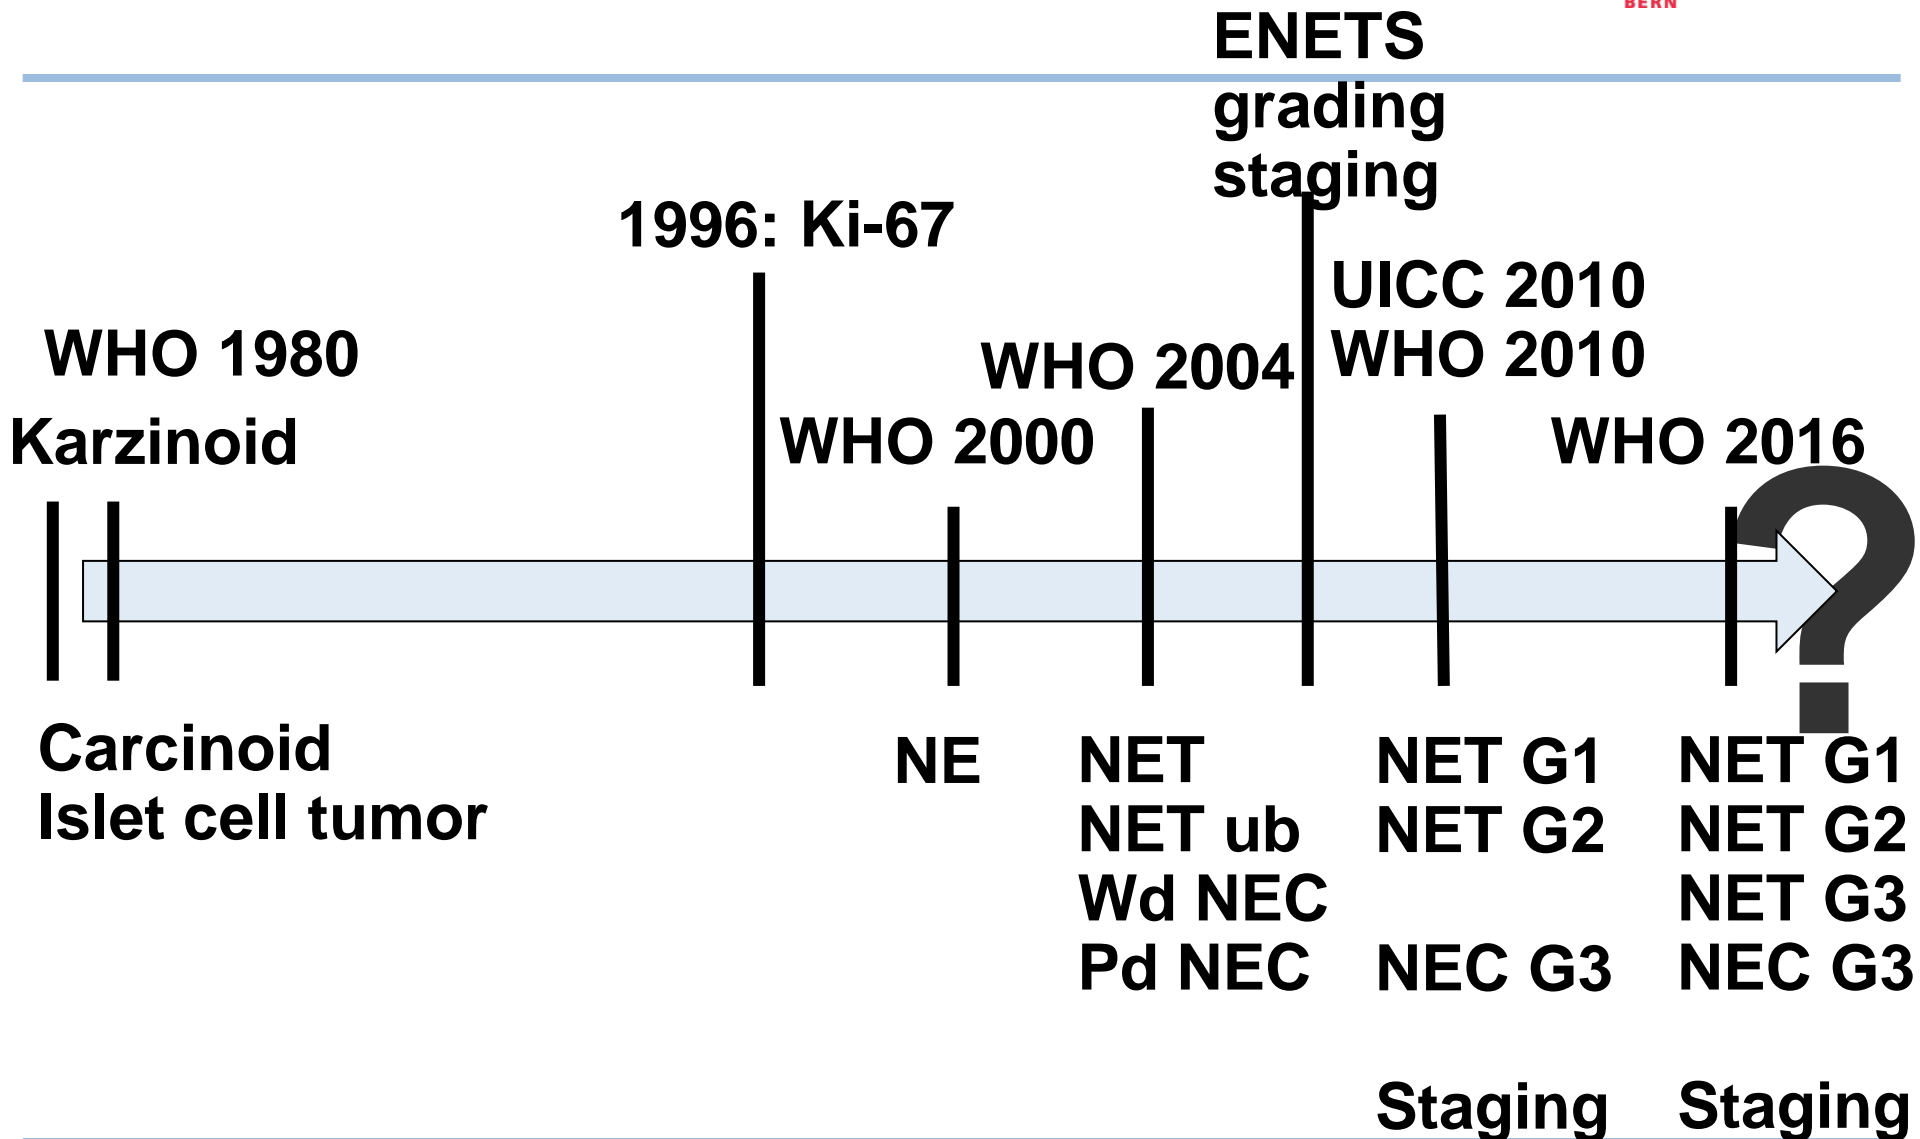 BERN
ENETS
grading
staging
1996: Ki-67
UICC 2010
WHO 2010
WHO 1980
WHO 2004
Karzinoid
WHO 2000
WHO 2016
?
Carcinoid
Islet cell tumor
NE
NET
NET ub
Wd NEC
Pd NEC
NET G1
NET G2
NEC G3
Staging
NET G1
NET G2
NET G3
NEC G3
Staging